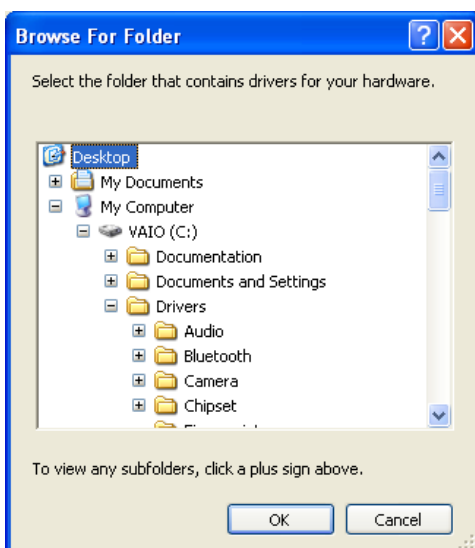 Browse For Folder
Select the folder that contains drivers for your hardware.
Desktop
My Documents
My Computer
VAIO (C:)
Documentation
Documents and Settings
Drivers
Audio
Bluetooth
Camera
Chipset
To view any subfolders, click a plus sign above.
OK Cancel